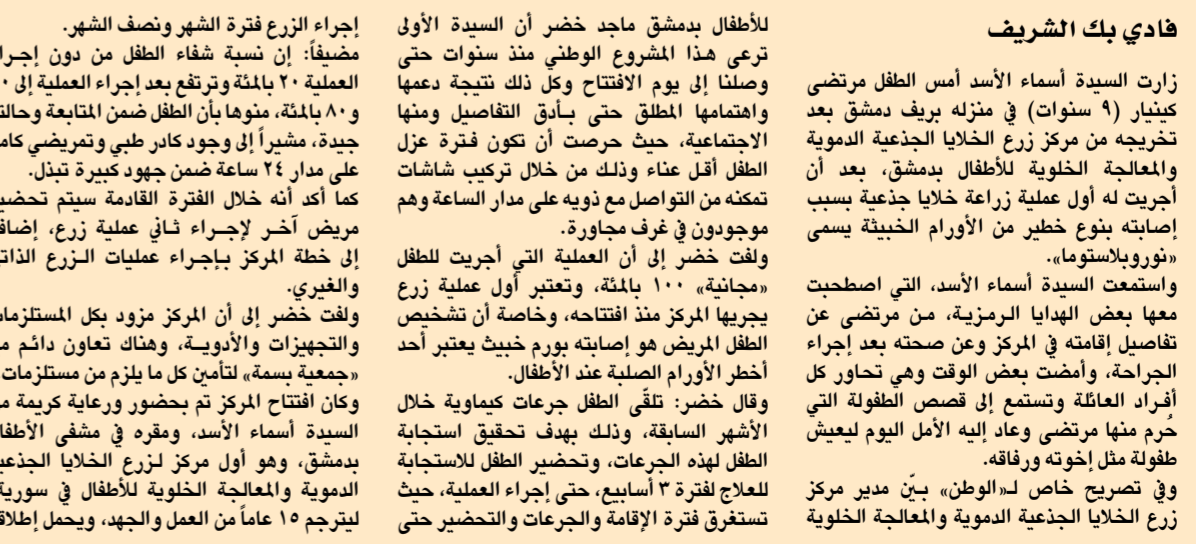 فادي بك الشريف
زارت السيدة أسماء الأسد أمس الطفل مرتضى
كينيار (٩ سنوات) في منزله بريف دمشق بعد
تخريجه من مركز زرع الخلايا الجذعية الدموية
والمعالجة الخلوية للأطفال بدمشق، بعد أن
أجريت له أول عملية زراعة خلايا جذعية بسبب
إصابته بنوع خطير من الأورام الخبيثة يسمى
«نوروبلاستوما».
واستمعت السيدة أسماء الأسد، التي اصطحبت
معها بعض الهدايا الرمزية، من مرتضى عن
تفاصيل إقامته في المركز وعن صحته بعد إجراء
الجراحة، وأمضت بعض الوقت وهي تحاور كل
أفراد العائلة وتستمع إلى قصص الطفولة التي
حُرم منها مرتضى وعاد إليه الأمل اليوم ليعيش
طفولة مثل إخوته ورفاقه.
وفي تصريح خاص لـ«الوطن» بيّن مدير مركز
زرع الخلايا الجذعية الدموية والمعالجة الخلوية
للأطفال بدمشق ماجد خضر أن السيدة الأولى
ترعى هذا المشروع الوطني منذ سنوات حتى
وصلنا إلى يوم الافتتاح وكل ذلك نتيجة دعمها
واهتمامها المطلق حتى بأدق التفاصيل ومنها
الاجتماعية، حيث حرصت أن تكون فترة عزل
الطفل أقل عناء وذلك من خلال تركيب شاشات
تمكنه من التواصل مع ذويه على مدار الساعة وهم
موجودون في غرف مجاورة.
ولفت خضر إلى أن العملية التي أجريت للطفل
«مجانية» ١٠٠ بالمئة، وتعتبر أول عملية زرع
يجريها المركز منذ افتتاحه، وخاصة أن تشخيص
الطفل المريض هو إصابته بورم خبيث يعتبر أحد
أخطر الأورام الصلبة عند الأطفال.
وقال خضر: تلقّى الطفل جرعات كيماوية خلال
الأشهر السابقة، وذلك بهدف تحقيق استجابة
الطفل لهذه الجرعات، وتحضير الطفل للاستجابة
للعلاج لفترة ٣ أسابيع، حتى إجراء العملية، حيث
تستغرق فترة الإقامة والجرعات والتحضير حتى
إجراء الزرع فترة الشهر ونصف الشهر.
مضيفاً: إن نسبة شفاء الطفل من دون
العملية ٢٠ بالمئة وترتفع بعد إجراء العملية إلى
و٨٠ بالمئة، منوها بأن الطفل ضمن المتابعة
جيدة، مشيراً إلى وجود كادر طبي وتمريضي
على مدار ٢٤ ساعة ضمن جهود كبيرة تبذل.
كما أكد أنه خلال الفترة القادمة سيتم
مريض آخر لإجراء ثاني عملية زرع،
إلى خطة المركز بإجراء عمليات الزرع
والغيري.
ولفت خضر إلى أن المركز مزود بكل
والتجهيزات والأدوية، وهناك تعاون دائم
«جمعية بسمة» لتأمين كل ما يلزم من مستلزمات
وكان افتتاح المركز تم بحضور ورعاية كريمة
السيدة أسماء الأسد، ومقره في مشفى
بدمشق، وهو أول مركز لزرع الخلايا
الدموية والمعالجة الخلوية للأطفال في
ليترجم ١٥ عاماً من العمل والجهد، ويحمل